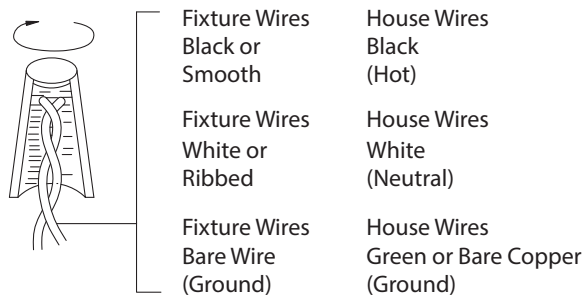 Fixture Wires House Wires
Black or Black
Smooth (Hot)
Fixture Wires House Wires
White or White
Ribbed (Neutral)
Fixture Wires House Wires
Bare Wire Green or Bare Copper
(Ground) (Ground)